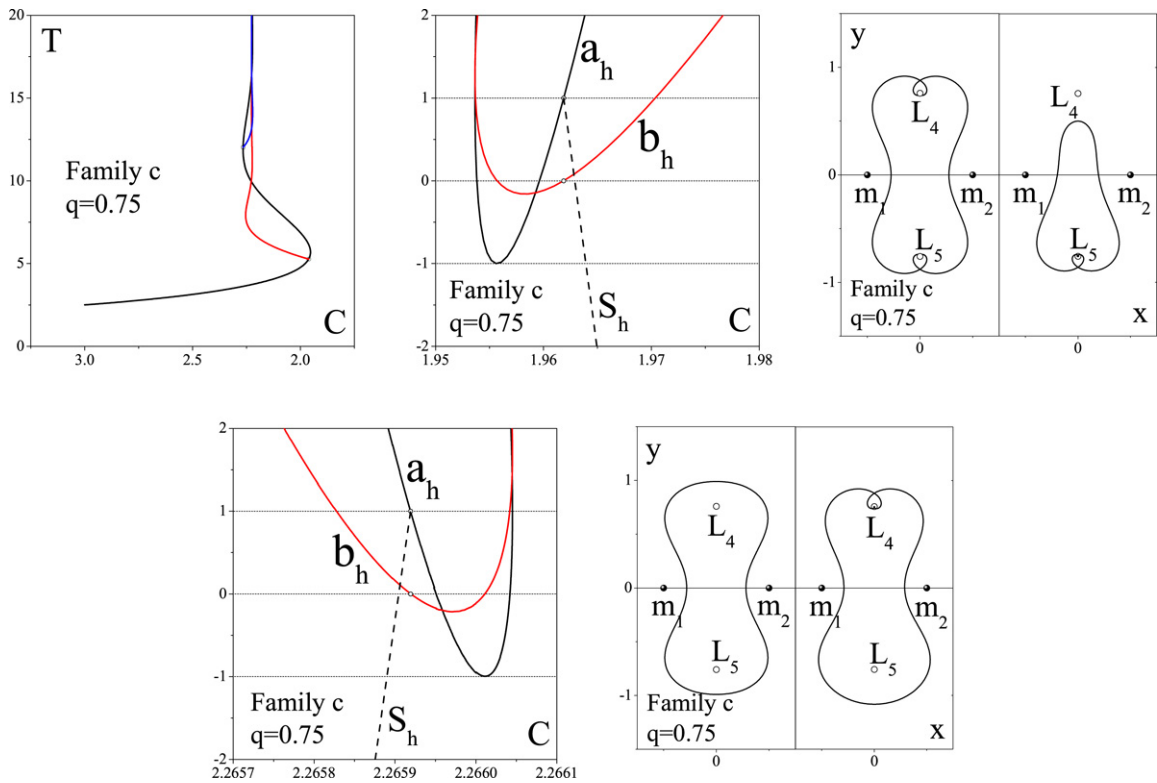 20
T
15
10
5
0
Family c
q=0.75
C
3.0 2.5 2.0
2
1
0
-1
-2
a_h
b_h
S_h
Family c
q=0.75
C
1.95 1.96 1.97 1.98
y
1
0
-1
L_4
L_4
m_1 m_2 m_1 m_2
L_5
L_5
Family c
q=0.75
x
0 0
2
1
0
-1
-2
a_h
b_h
S_h
Family c
q=0.75
C
2.2657 2.2658 2.2659 2.2660 2.2661
y
1
0
-1
L_4
L_4
m_1 m_2 m_1 m_2
L_5
L_5
Family c
q=0.75
x
0 0